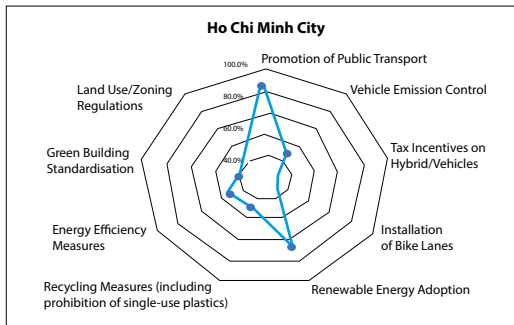 Ho Chi Minh City
100.0%
80.0%
60.0%
40.0%
Promotion of Public Transport
Vehicle Emission Control
Tax Incentives on
Hybrid/Vehicles
Installation
of Bike Lanes
Renewable Energy Adoption
Recycling Measures (including
prohibition of single-use plastics)
Energy Efficiency
Measures
Green Building
Standardisation
Land Use/Zoning
Regulations